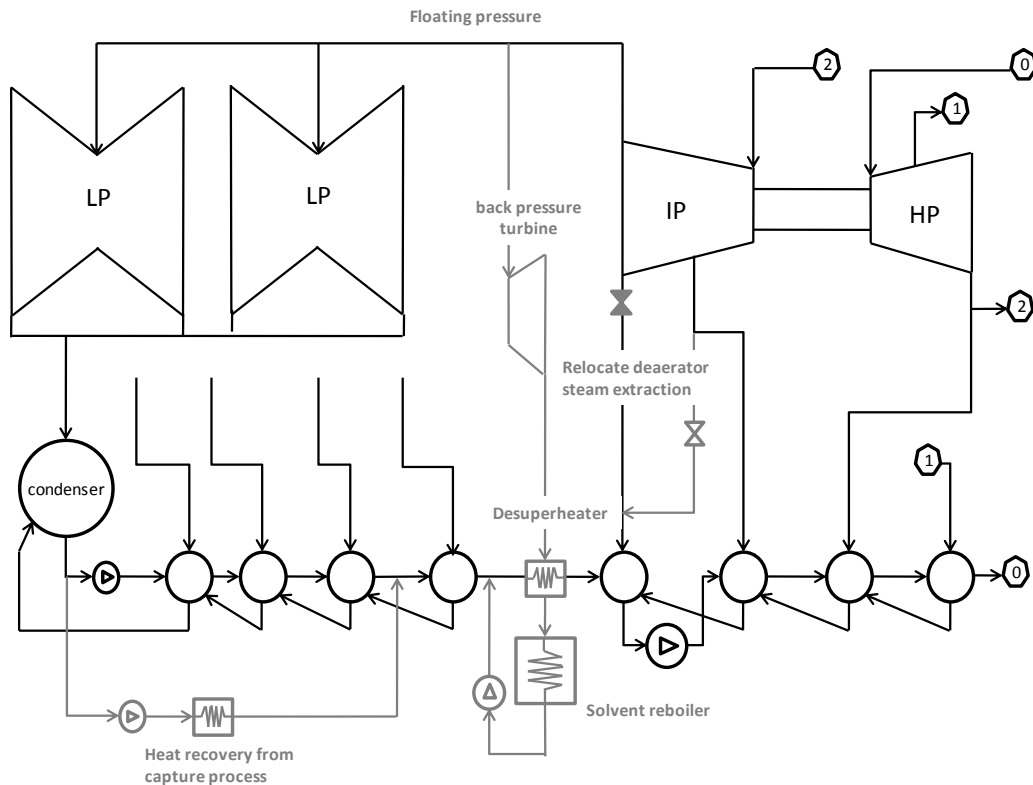 Floating pressure
2
0
1
LP
LP
back pressure
turbine
IP
HP
2
Relocate deaerator
steam extraction
1
condenser
Desuperheater
0
Solvent reboiler
Heat recovery from
capture process